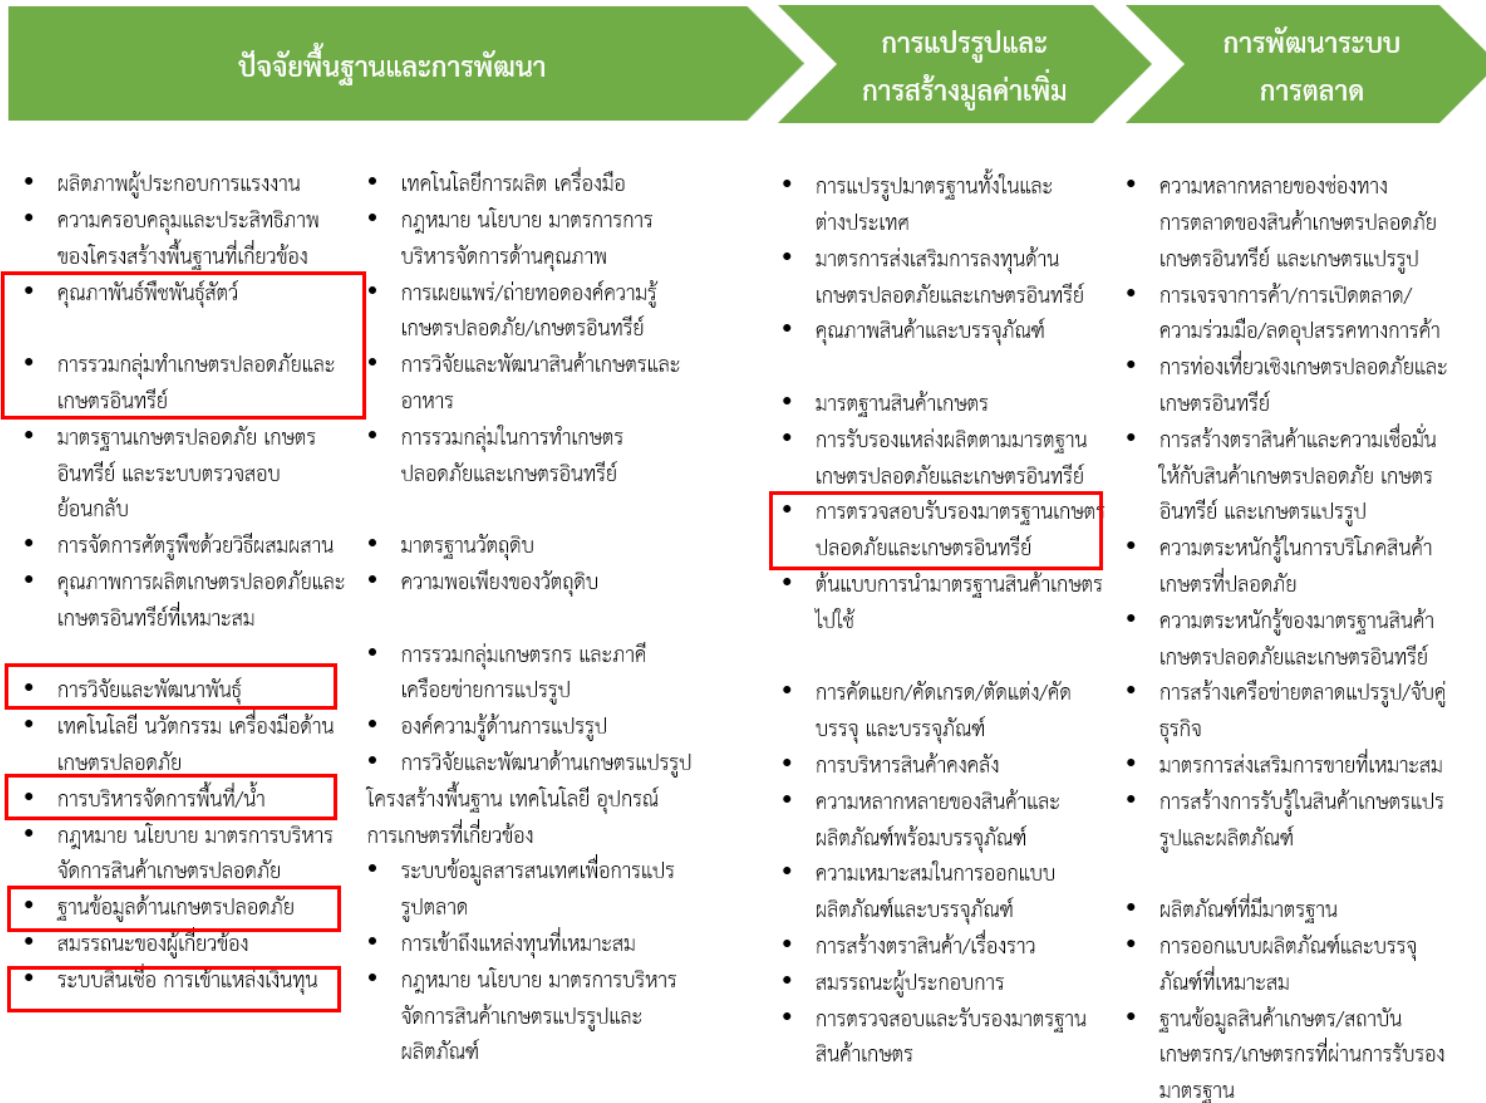 ปัจจัยพื้นฐานและการพัฒนา
การแปรรูปและ
การสร้างมูลค่าเพิ่ม
การพัฒนาระบบ
การตลาด
• ผลิตภาพผู้ประกอบการแรงงาน
• ความครอบคลุมและประสิทธิภาพ
ของโครงสร้างพื้นฐานที่เกี่ยวข้อง
• คุณภาพันธ์พืชพันธุ์สัตว์
• การรวมกลุ่มทำเกษตรปลอดภัยและ
เกษตรอินทรีย์
• มาตรฐานเกษตรปลอดภัย เกษตร
อินทรีย์ และระบบตรวจสอบ
ย้อนกลับ
• การจัดการศัตรูพืชด้วยวิธีผสมผสาน
• คุณภาพการผลิตเกษตรปลอดภัยและ
เกษตรอินทรีย์ที่เหมาะสม
• การวิจัยและพัฒนาพันธุ์
• เทคโนโลยี นวัตกรรม เครื่องมือด้าน
เกษตรปลอดภัย
• การบริหารจัดการพื้นที่/น้ำ
• กฎหมาย นโยบาย มาตรการบริหาร
จัดการสินค้าเกษตรปลอดภัย
• ฐานข้อมูลด้านเกษตรปลอดภัย
• สมรรถนะของผู้เกี่ยวข้อง
• ระบบสินเชื่อ การเข้าแหล่งเงินทุน
• เทคโนโลยีการผลิต เครื่องมือ
• กฎหมาย นโยบาย มาตรการการ
บริหารจัดการด้านคุณภาพ
• การเผยแพร่/ถ่ายทอดองค์ความรู้
เกษตรปลอดภัย/เกษตรอินทรีย์
• การวิจัยและพัฒนาสินค้าเกษตรและ
อาหาร
• การรวมกลุ่มในการทำเกษตร
ปลอดภัยและเกษตรอินทรีย์
• มาตรฐานวัตถุดิบ
• ความพอเพียงของวัตถุดิบ
• การรวมกลุ่มเกษตรกร และภาคี
เครือยข่ายการแปรรูป
• องค์ความรู้ด้านการแปรรูป
• การวิจัยและพัฒนาด้านเกษตรแปรรูป
โครงสร้างพื้นฐาน เทคโนโลยี อุปกรณ์
การเกษตรที่เกี่ยวข้อง
• ระบบข้อมูลสารสนเทศเพื่อการแปร
รูปตลาด
• การเข้าถึงแหล่งทุนที่เหมาะสม
• กฎหมาย นโยบาย มาตรการบริหาร
จัดการสินค้าเกษตรแปรรูปและ
ผลิตภัณฑ์
• การแปรรูปมาตรฐานทั้งในและ
ต่างประเทศ
• มาตรการส่งเสริมการลงทุนด้าน
เกษตรปลอดภัยและเกษตรอินทรีย์
• คุณภาพสินค้าและบรรจุภัณฑ์
• มารตฐานสินค้าเกษตร
• การรับรองแหล่งผลิตตามมารตฐาน
เกษตรปลอดภัยและเกษตรอินทรีย์
• การตรวจสอบรับรองมาตรฐานเกษตร
ปลอดภัยและเกษตรอินทรีย์
• ต้นแบบการนำมาตรฐานสินค้าเกษตร
ไปใช้
• การคัดแยก/คัดเกรด/ตัดแต่ง/คัด
บรรจุ และบรรจุภัณฑ์
• การบริหารสินค้าคงคลัง
• ความหลากหลายของสินค้าและ
ผลิตภัณฑ์พร้อมบรรจุภัณฑ์
• ความเหมาะสมในการออกแบบ
ผลิตภัณฑ์และบรรจุภัณฑ์
• การสร้างตราสินค้า/เรื่องราว
• สมรรถนะผู้ประกอบการ
• การตรวจสอบและรับรองมาตรฐาน
สินค้าเกษตร
• ความหลากหลายของช่องทาง
การตลาดของสินค้าเกษตรปลอดภัย
เกษตรอินทรีย์ และเกษตรแปรรูป
• การเจรจาการค้า/การเปิดตลาด/
ความร่วมมือ/ลดอุปสรรคทางการค้า
• การท่องเที่ยวเชิงเกษตรปลอดภัยและ
เกษตรอินทรีย์
• การสร้างตราสินค้าและความเชื่อมั่น
ให้กับสินค้าเกษตรปลอดภัย เกษตร
อินทรีย์ และเกษตรแปรรูป
• ความตระหนักรู้ในการบริโภคสินค้า
เกษตรที่ปลอดภัย
• ความตระหนักรู้ของมาตรฐานสินค้า
เกษตรปลอดภัยและเกษตรอินทรีย์
• การสร้างเครือข่ายตลาดแปรรูป/จับคู่
ธุรกิจ
• มาตรการส่งเสริมการขายที่เหมาะสม
• การสร้างการรับรู้ในสินค้าเกษตรแปร
รูปและผลิตภัณฑ์
• ผลิตภัณฑ์ที่มีมาตรฐาน
• การออกแบบผลิตภัณฑ์และบรรจุ
ภัณฑ์ที่เหมาะสม
• ฐานข้อมูลสินค้าเกษตร/สถาบัน
เกษตรกร/เกษตรกรที่ผ่านการรับรอง
มาตรฐาน